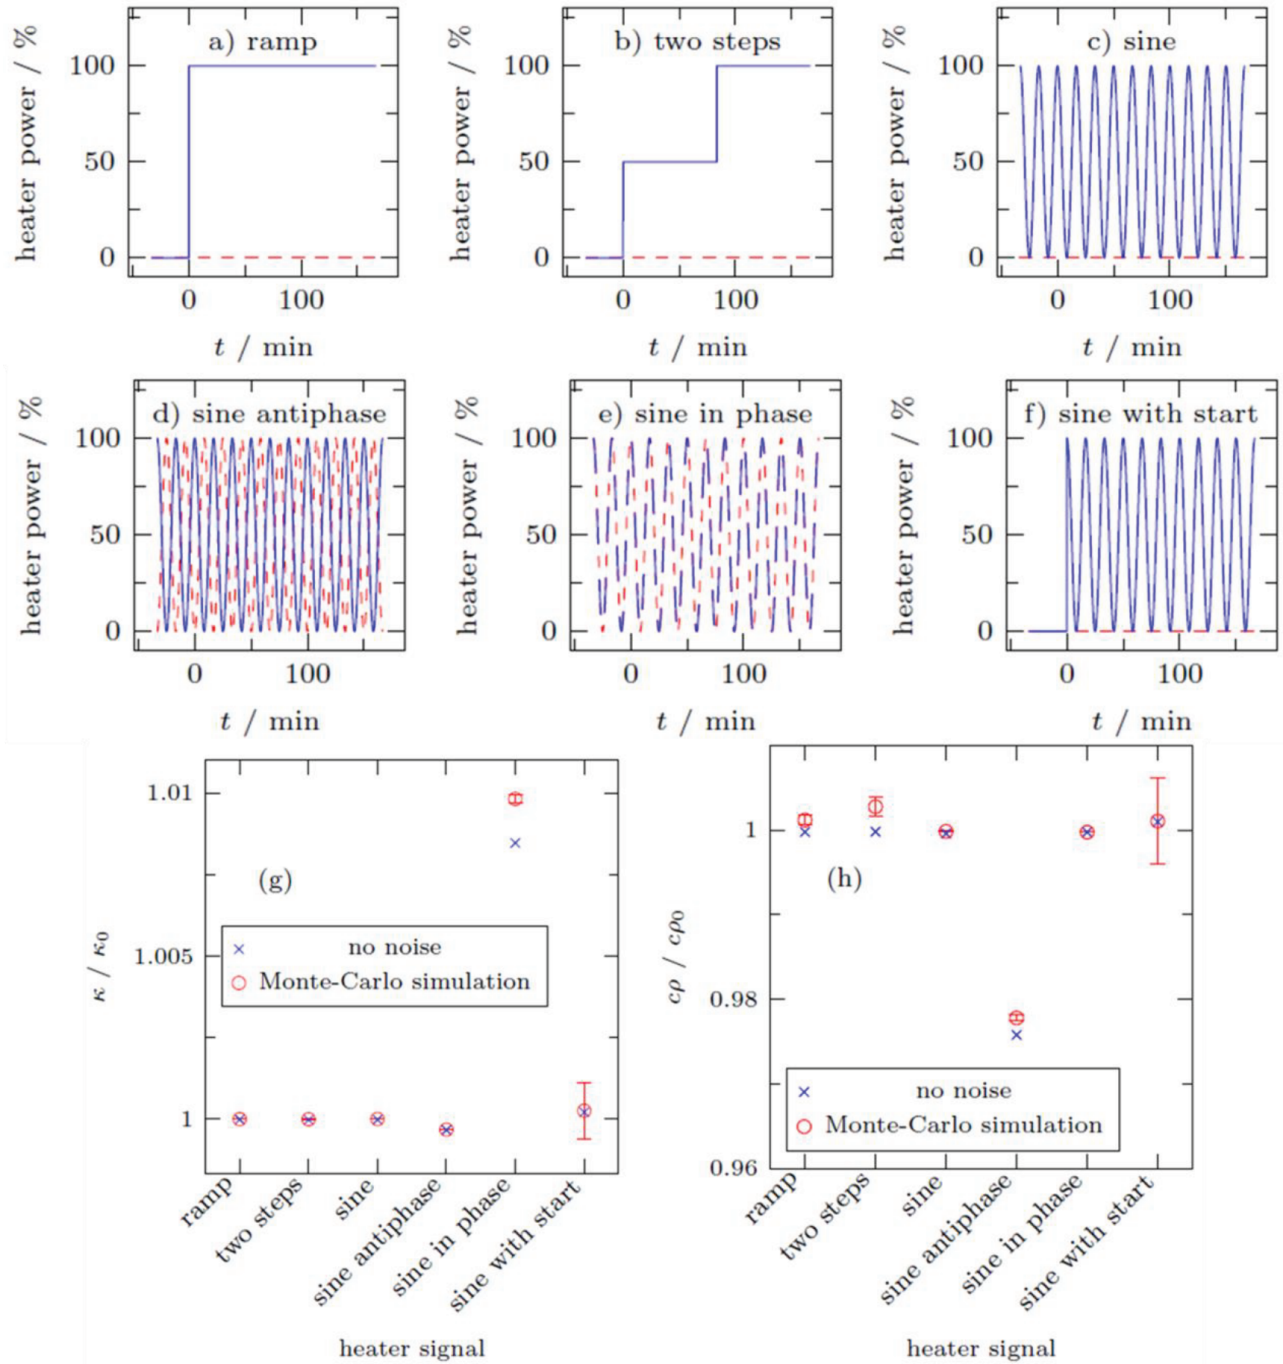 a) ramp
heater power / %
100
50
0
0 100
t / min
b) two steps
heater power / %
100
50
0
0 100
t / min
c) sine
heater power / %
100
50
0
0 100
t / min
d) sine antiphase
heater power / %
100
50
0
0 100
t / min
e) sine in phase
heater power / %
100
50
0
0 100
t / min
f) sine with start
heater power / %
100
50
0
0 100
t / min
(g)
κ / κ₀
1.01
1.005
1
no noise
Monte-Carlo simulation
ramp
two steps
sine
sine antiphase
sine in phase
sine with start
heater signal
(h)
cρ / cρ₀
1
0.98
0.96
no noise
Monte-Carlo simulation
ramp
two steps
sine
sine antiphase
sine in phase
sine with start
heater signal